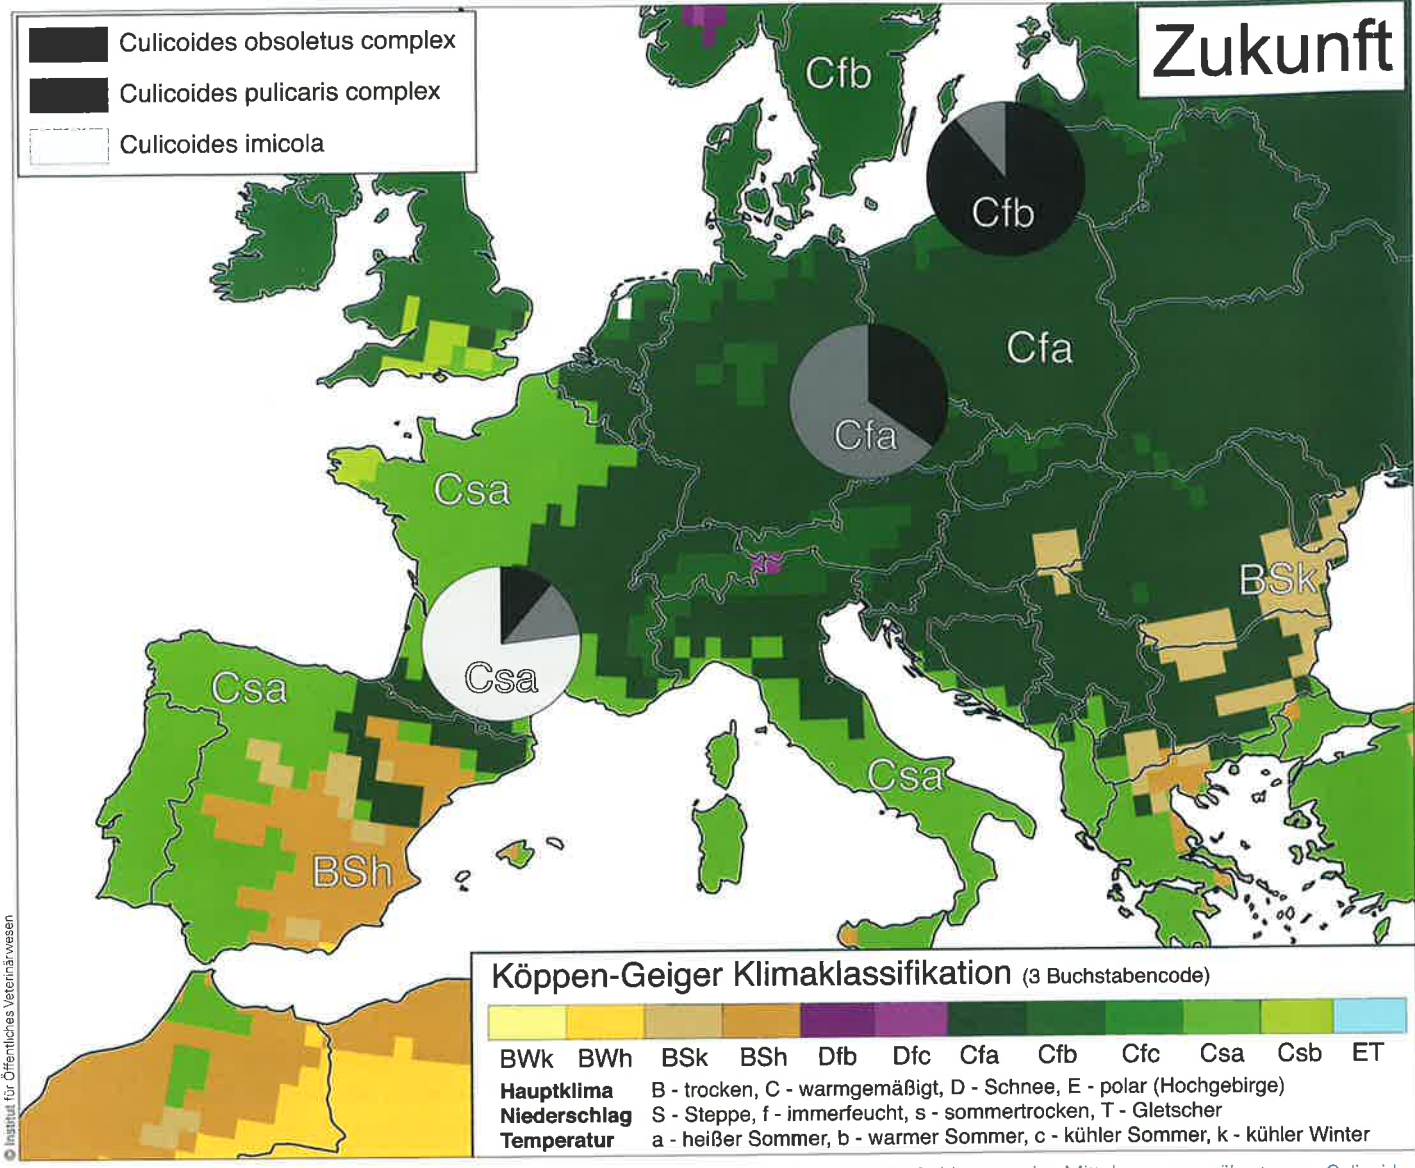 Culicoides obsoletus complex
Culicoides pulicaris complex
Culicoides imicola
Zukunft
Cfb
Cfb
Cfa
Cfa
Csa
BSk
Csa
Csa
Csa
BSh
© Institut für Öffentliches Veterinärwesen
Köppen-Geiger Klimaklassifikation (3 Buchstabencode)
BWk BWh BSk BSh Dfb Dfc Cfa Cfb Cfc Csa Csb ET
Hauptklima B - trocken, C - warmgemäßigt, D - Schnee, E - polar (Hochgebirge)
Niederschlag S - Steppe, f - immerfeucht, s - sommertrocken, T - Gletscher
Temperatur a - heißer Sommer, b - warmer Sommer, c - kühler Sommer, k - kühler Winter